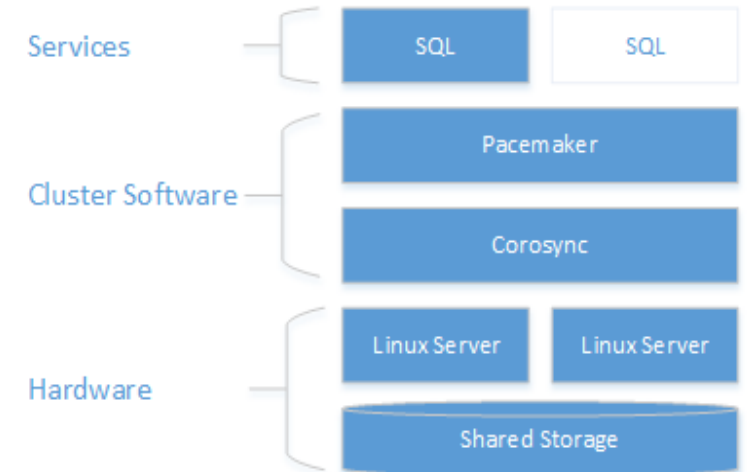 Services
SQL
SQL
Cluster Software
Pacemaker
Corosync
Hardware
Linux Server
Linux Server
Shared Storage